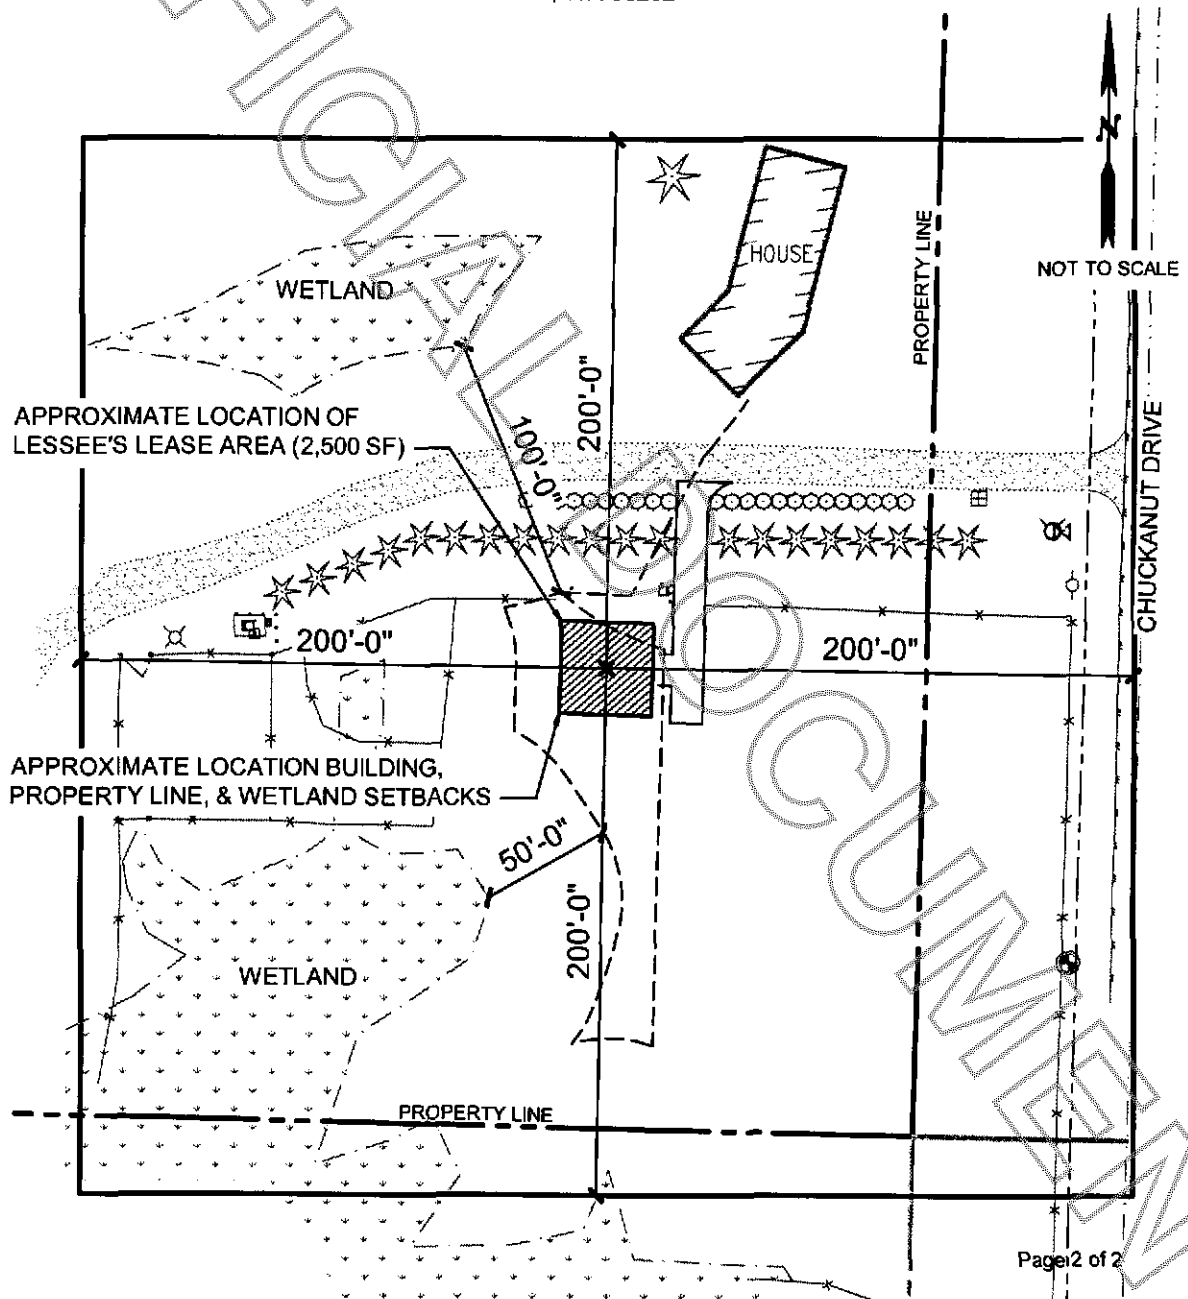 N
NOT TO SCALE
HOUSE
PROPERTY LINE
WETLAND
200'-0"
APPROXIMATE LOCATION OF
LESSEE'S LEASE AREA (2,500 SF)
100'-0"
CHUCKANUT DRIVE
200'-0"
200'-0"
APPROXIMATE LOCATION BUILDING,
PROPERTY LINE, & WETLAND SETBACKS
50'-0"
200'-0"
WETLAND
PROPERTY LINE
FICIAL DOCUMEN
Page 2 of 2